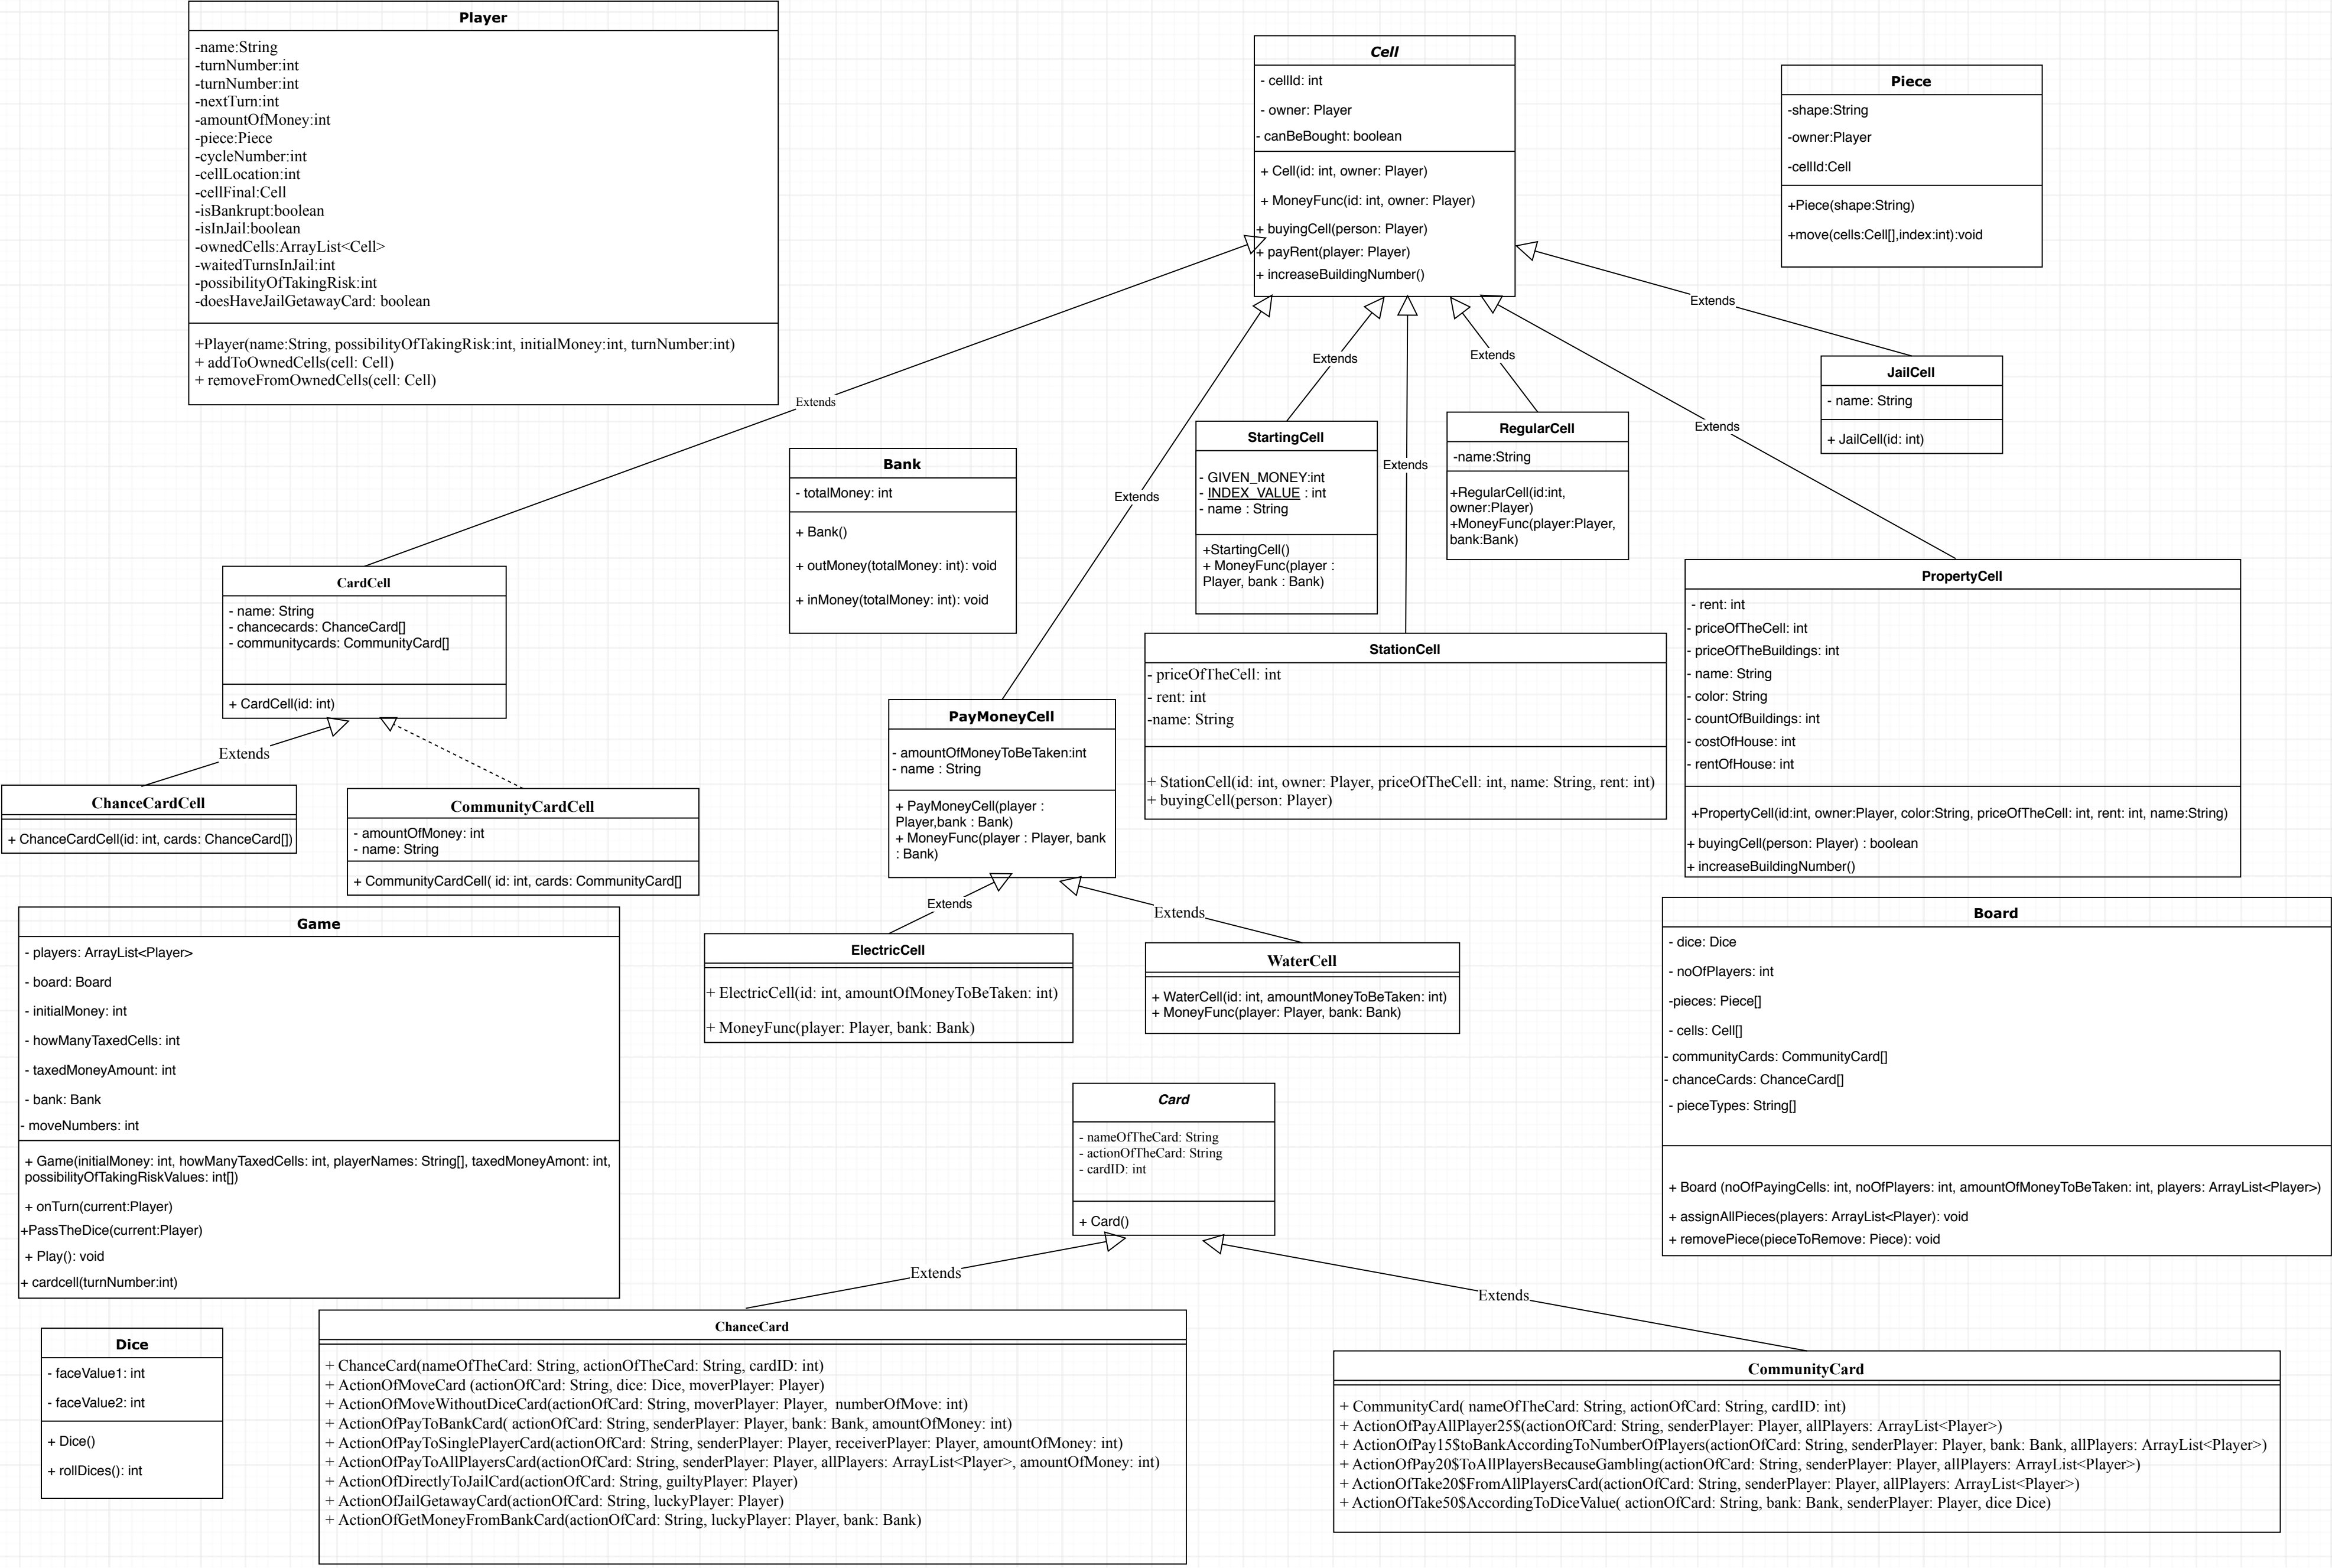 Player
-name:String
-turnNumber:int
-turnNumber:int
-nextTurn:int
-amountOfMoney:int
-piece:Piece
-cycleNumber:int
-cellLocation:int
-cellFinal:Cell
-isBankrupt:boolean
-isInJail:boolean
-ownedCells:ArrayList<Cell>
-waitedTurnsInJail:int
-possibilityOfTakingRisk:int
-doesHaveJailGetawayCard: boolean
+Player(name:String, possibilityOfTakingRisk:int, initialMoney:int, turnNumber:int)
+ addToOwnedCells(cell: Cell)
+ removeFromOwnedCells(cell: Cell)
Cell
- cellId: int
- owner: Player
- canBeBought: boolean
+ Cell(id: int, owner: Player)
+ MoneyFunc(id: int, owner: Player)
+ buyingCell(person: Player)
+ payRent(player: Player)
+ increaseBuildingNumber()
Piece
-shape:String
-owner:Player
-cellId:Cell
+Piece(shape:String)
+move(cells:Cell[],index:int):void
Extends
Extends
Extends
Extends
Extends
Extends
Extends
JailCell
- name: String
+ JailCell(id: int)
Bank
- totalMoney: int
+ Bank()
+ outMoney(totalMoney: int): void
+ inMoney(totalMoney: int): void
StartingCell
- GIVEN_MONEY:int
- INDEX_VALUE : int
- name : String
+StartingCell()
+ MoneyFunc(player :
Player, bank : Bank)
RegularCell
-name:String
+RegularCell(id:int,
owner:Player)
+MoneyFunc(player:Player,
bank:Bank)
CardCell
- name: String
- chancecards: ChanceCard[]
- communitycards: CommunityCard[]
+ CardCell(id: int)
StationCell
- priceOfTheCell: int
- rent: int
-name: String
+ StationCell(id: int, owner: Player, priceOfTheCell: int, name: String, rent: int)
+ buyingCell(person: Player)
PropertyCell
- rent: int
- priceOfTheCell: int
- priceOfTheBuildings: int
- name: String
- color: String
- countOfBuildings: int
- costOfHouse: int
- rentOfHouse: int
+PropertyCell(id:int, owner:Player, color:String, priceOfTheCell: int, rent: int, name:String)
+ buyingCell(person: Player) : boolean
+ increaseBuildingNumber()
PayMoneyCell
- amountOfMoneyToBeTaken:int
- name : String
+ PayMoneyCell(player :
Player,bank : Bank)
+ MoneyFunc(player : Player, bank
: Bank)
Extends
ChanceCardCell
+ ChanceCardCell(id: int, cards: ChanceCard[])
CommunityCardCell
- amountOfMoney: int
- name: String
+ CommunityCardCell( id: int, cards: CommunityCard[]
Extends
Extends
ElectricCell
+ ElectricCell(id: int, amountOfMoneyToBeTaken: int)
+ MoneyFunc(player: Player, bank: Bank)
WaterCell
+ WaterCell(id: int, amountMoneyToBeTaken: int)
+ MoneyFunc(player: Player, bank: Bank)
Game
- players: ArrayList<Player>
- board: Board
- initialMoney: int
- howManyTaxedCells: int
- taxedMoneyAmount: int
- bank: Bank
- moveNumbers: int
+ Game(initialMoney: int, howManyTaxedCells: int, playerNames: String[], taxedMoneyAmont: int,
possibilityOfTakingRiskValues: int[])
+ onTurn(current:Player)
+PassTheDice(current:Player)
+ Play(): void
+ cardcell(turnNumber:int)
Board
- dice: Dice
- noOfPlayers: int
-pieces: Piece[]
- cells: Cell[]
- communityCards: CommunityCard[]
- chanceCards: ChanceCard[]
- pieceTypes: String[]
+ Board (noOfPayingCells: int, noOfPlayers: int, amountOfMoneyToBeTaken: int, players: ArrayList<Player>)
+ assignAllPieces(players: ArrayList<Player): void
+ removePiece(pieceToRemove: Piece): void
Card
- nameOfTheCard: String
- actionOfTheCard: String
- cardID: int
+ Card()
Extends
Extends
Dice
- faceValue1: int
- faceValue2: int
+ Dice()
+ rollDices(): int
ChanceCard
+ ChanceCard(nameOfTheCard: String, actionOfTheCard: String, cardID: int)
+ ActionOfMoveCard (actionOfCard: String, dice: Dice, moverPlayer: Player)
+ ActionOfMoveWithoutDiceCard(actionOfCard: String, moverPlayer: Player, numberOfMove: int)
+ ActionOfPayToBankCard( actionOfCard: String, senderPlayer: Player, bank: Bank, amountOfMoney: int)
+ ActionOfPayToSinglePlayerCard(actionOfCard: String, senderPlayer: Player, receiverPlayer: Player, amountOfMoney: int)
+ ActionOfPayToAllPlayersCard(actionOfCard: String, senderPlayer: Player, allPlayers: ArrayList<Player>, amountOfMoney: int)
+ ActionOfDirectlyToJailCard(actionOfCard: String, guiltyPlayer: Player)
+ ActionOfJailGetawayCard(actionOfCard: String, luckyPlayer: Player)
+ ActionOfGetMoneyFromBankCard(actionOfCard: String, luckyPlayer: Player, bank: Bank)
CommunityCard
+ CommunityCard( nameOfTheCard: String, actionOfCard: String, cardID: int)
+ ActionOfPayAllPlayer25$(actionOfCard: String, senderPlayer: Player, allPlayers: ArrayList<Player>)
+ ActionOfPay15$toBankAccordingToNumberOfPlayers(actionOfCard: String, senderPlayer: Player, bank: Bank, allPlayers: ArrayList<Player>)
+ ActionOfPay20$ToAllPlayersBecauseGambling(actionOfCard: String, senderPlayer: Player, allPlayers: ArrayList<Player>)
+ ActionOfTake20$FromAllPlayersCard(actionOfCard: String, senderPlayer: Player, allPlayers: ArrayList<Player>)
+ ActionOfTake50$AccordingToDiceValue( actionOfCard: String, bank: Bank, senderPlayer: Player, dice Dice)